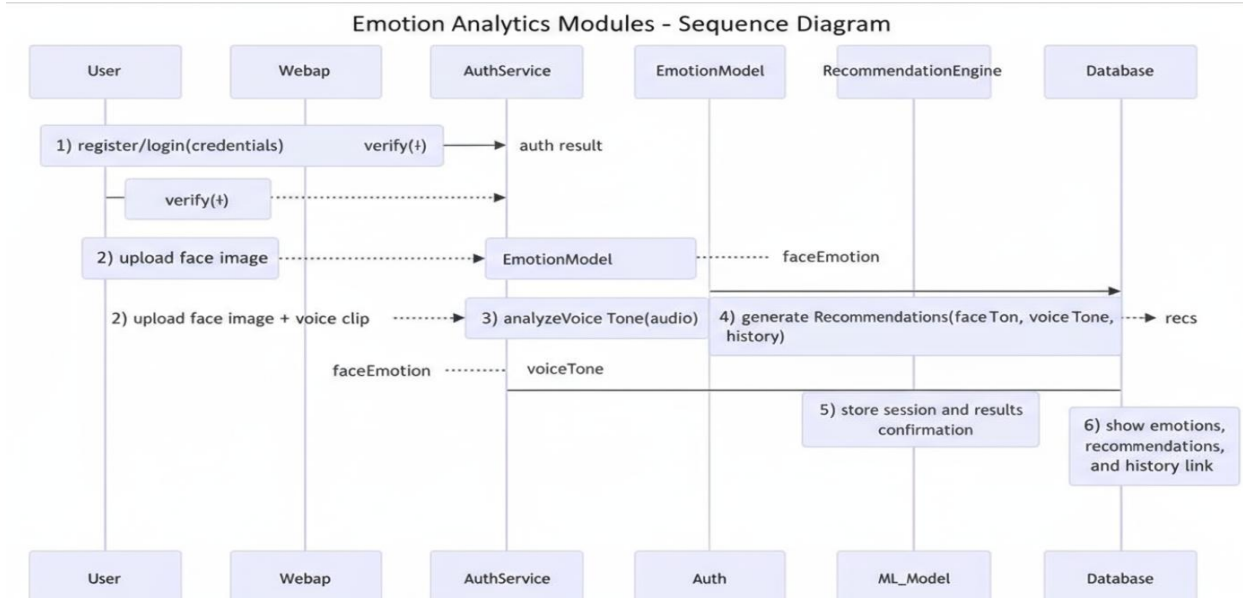 Emotion Analytics Modules - Sequence Diagram
User
Webap
AuthService
EmotionModel
RecommendationEngine
Database
1) register/login(credentials)
verify(+)
auth result
verify(+)
2) upload face image
EmotionModel
faceEmotion
2) upload face image + voice clip
3) analyzeVoice Tone(audio)
4) generate Recommendations(face Ton, voice Tone,
history)
recs
faceEmotion
voiceTone
5) store session and results
confirmation
6) show emotions,
recommendations,
and history link
User
Webap
AuthService
Auth
ML_Model
Database